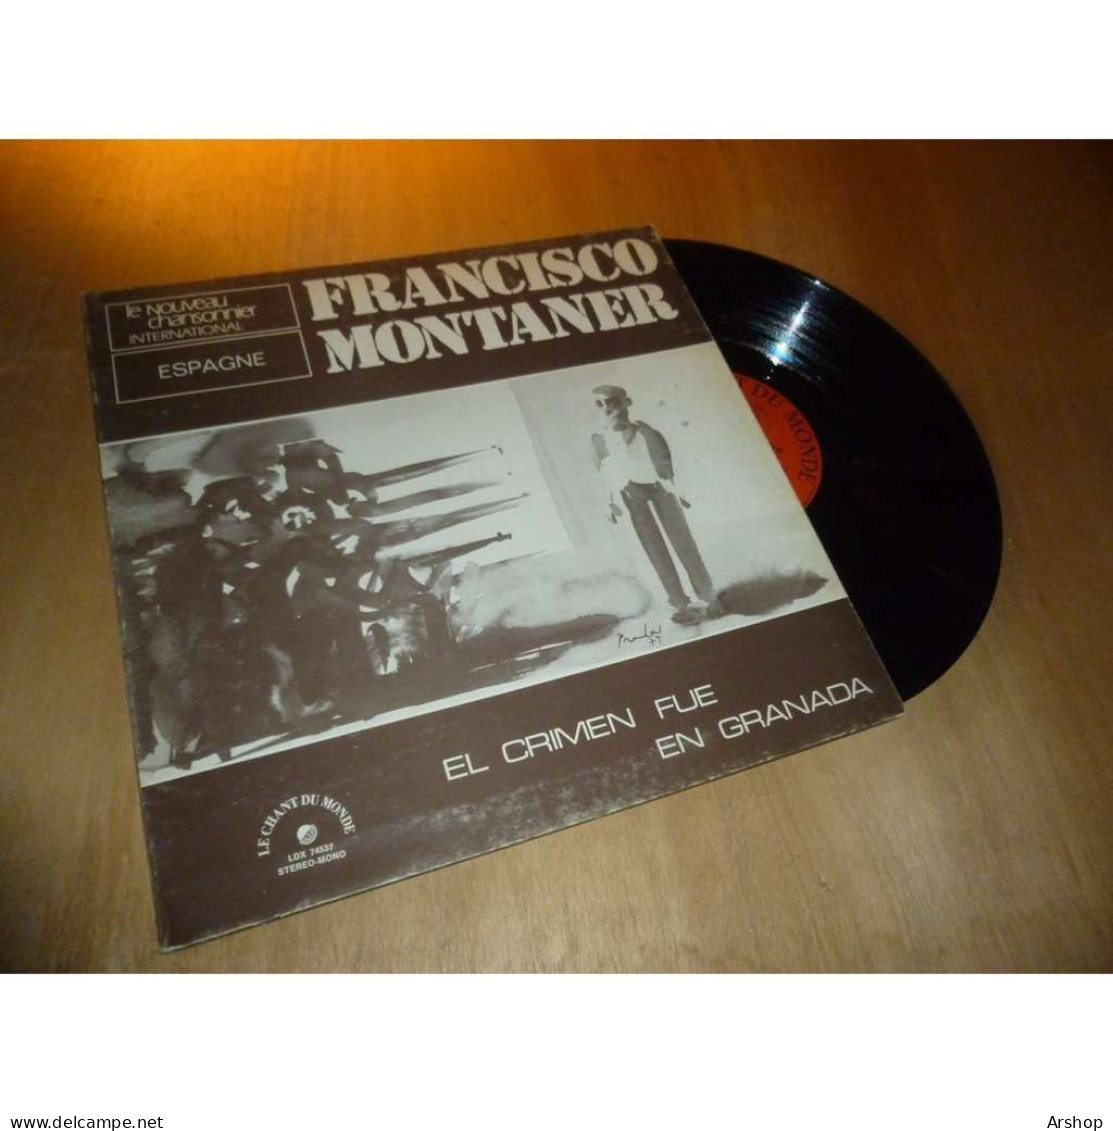 le Nouveau
chansonnier
INTERNATIONAL
ESPAGNE
FRANCISCO
MONTANER
EL CRIMEN FUE
EN GRANADA
LE CHANT DU MONDE
LDX 74532
STEREO-MONO
T DU MONDE
www.delcampe.net
Arshop